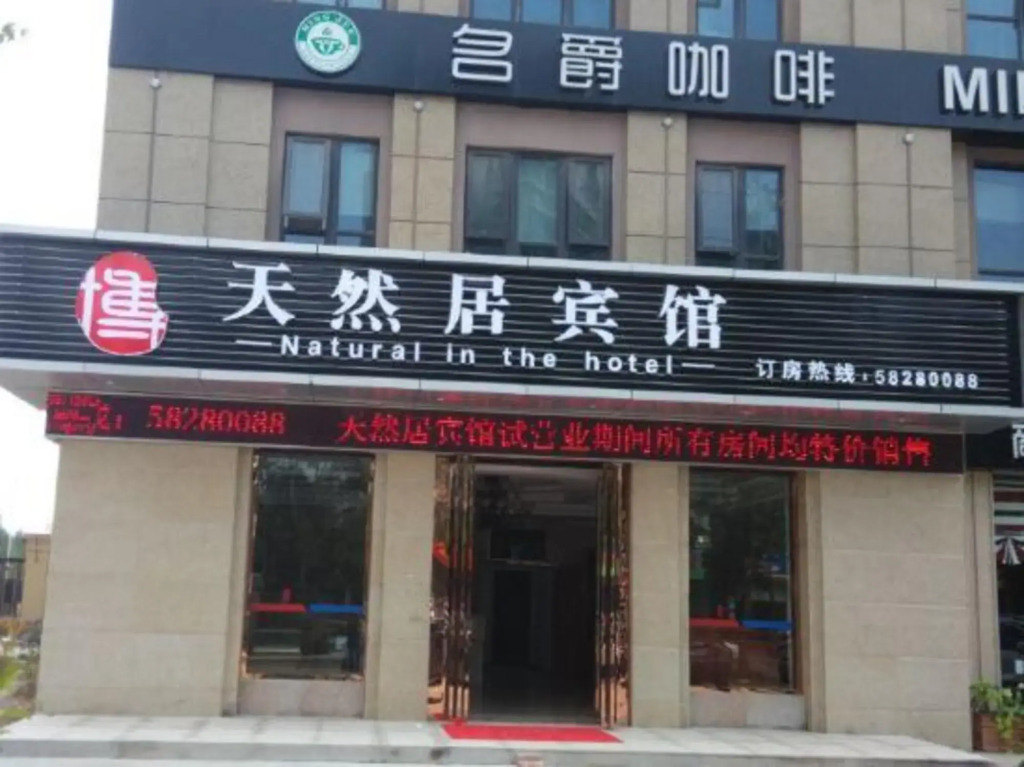 MING JUE
名爵咖啡 MI
天然居宾馆
Natural in the hotel
订房热线:58280088
58280088 天然居宾馆试营业期间所有房间均特价销售